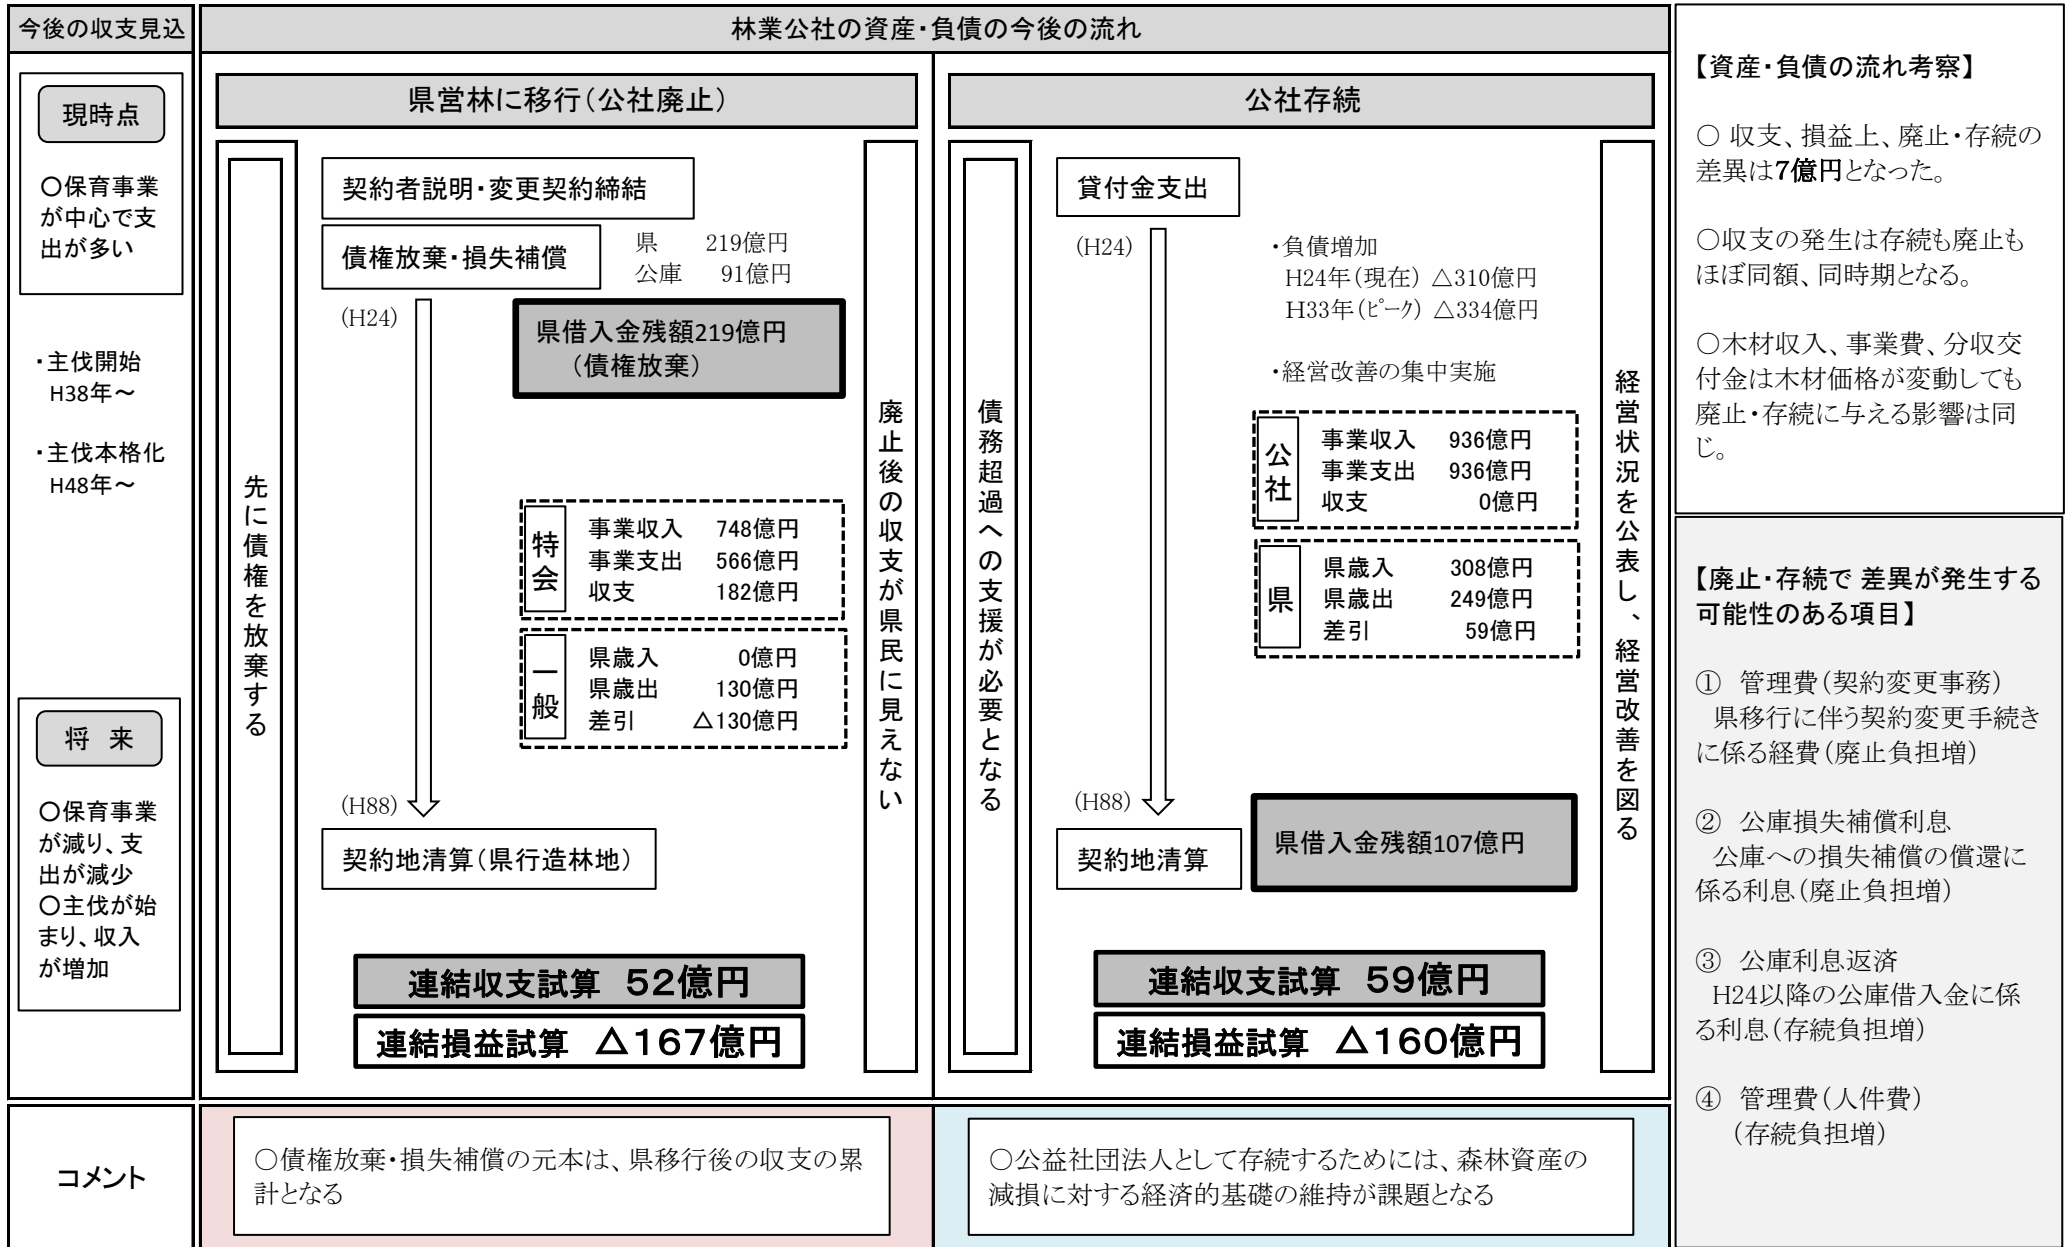 今後の収支見込
林業公社の資産・負債の今後の流れ
現時点
〇保育事業
が中心で支
出が多い
・主伐開始
H38年～
・主伐本格化
H48年～
将 来
〇保育事業
が減り、支
出が減少
〇主伐が始
まり、収入
が増加
県営林に移行(公社廃止)
先に債権を放棄する
契約者説明・変更契約締結
債権放棄・損失補償
県 219億円
公庫 91億円
(H24)
県借入金残額219億円
(債権放棄)
特会
事業収入 748億円
事業支出 566億円
収支 182億円
一般
県歳入 0億円
県歳出 130億円
差引 △130億円
(H88)
契約地清算(県行造林地)
廃止後の収支が県民に見えない
連結収支試算 52億円
連結損益試算 △167億円
公社存続
債務超過への支援が必要となる
貸付金支出
(H24)
・負債増加
H24年(現在) △310億円
H33年(ﾋﾟｰｸ) △334億円
・経営改善の集中実施
公社
事業収入 936億円
事業支出 936億円
収支 0億円
県
県歳入 308億円
県歳出 249億円
差引 59億円
(H88)
契約地清算
県借入金残額107億円
経営状況を公表し、経営改善を図る
連結収支試算 59億円
連結損益試算 △160億円
【資産・負債の流れ考察】
○ 収支、損益上、廃止・存続の
差異は7億円となった。
○収支の発生は存続も廃止も
ほぼ同額、同時期となる。
○木材収入、事業費、分収交
付金は木材価格が変動しても
廃止・存続に与える影響は同
じ。
【廃止・存続で 差異が発生する
可能性のある項目】
① 管理費(契約変更事務)
県移行に伴う契約変更手続き
に係る経費(廃止負担増)
② 公庫損失補償利息
公庫への損失補償の償還に
係る利息(廃止負担増)
③ 公庫利息返済
H24以降の公庫借入金に係
る利息(存続負担増)
④ 管理費(人件費)
(存続負担増)
コメント
○債権放棄・損失補償の元本は、県移行後の収支の累
計となる
○公益社団法人として存続するためには、森林資産の
減損に対する経済的基礎の維持が課題となる